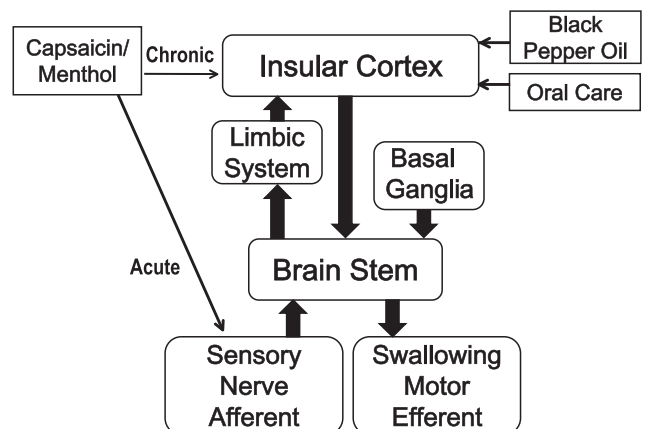 Capsaicin/
Menthol
Chronic
Insular Cortex
Black
Pepper Oil
Oral Care
Limbic
System
Basal
Ganglia
Acute
Brain Stem
Sensory
Nerve
Afferent
Swallowing
Motor
Efferent